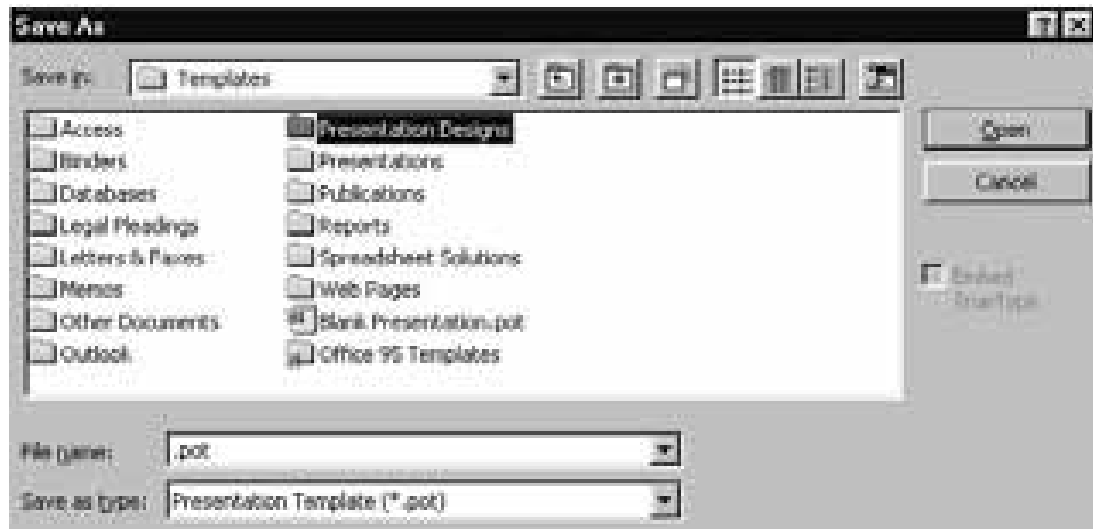 Save As
Save in: Templates
Access
Binders
Databases
Legal Pleadings
Letters & Faxes
Memos
Other Documents
Outlook
Presentation Designs
Presentations
Publications
Reports
Spreadsheet Solutions
Web Pages
Blank Presentation.pot
Office 95 Templates
Open
Cancel
Embed
TrueType
File name: .pot
Save as type: Presentation Template (*.pot)